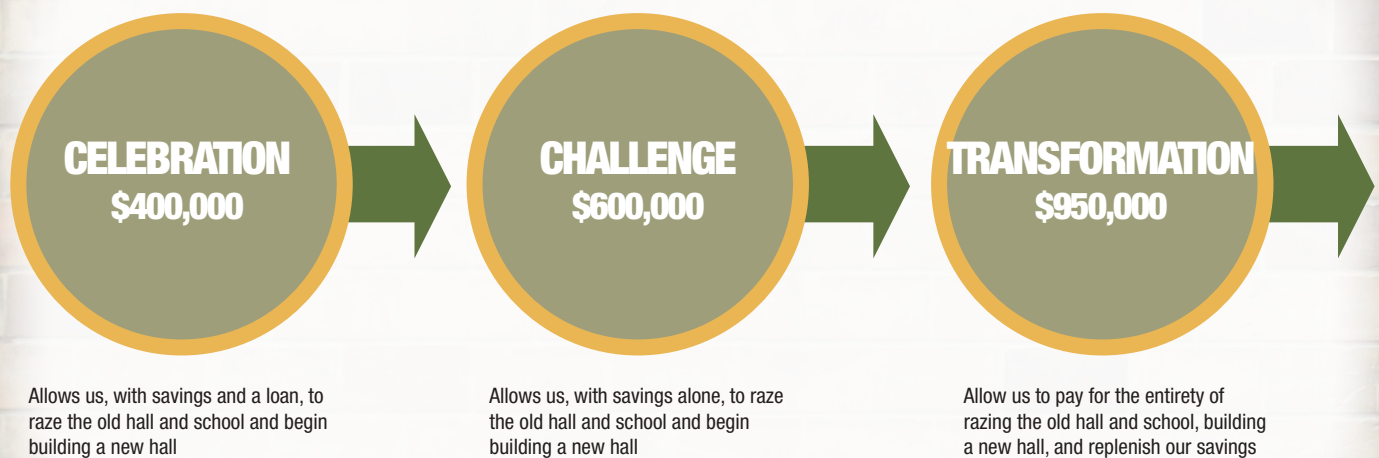 CELEBRATION
$400,000
Allows us, with savings and a loan, to
raze the old hall and school and begin
building a new hall
CHALLENGE
$600,000
Allows us, with savings alone, to raze
the old hall and school and begin
building a new hall
TRANSFORMATION
$950,000
Allow us to pay for the entirety of
razing the old hall and school, building
a new hall, and replenish our savings